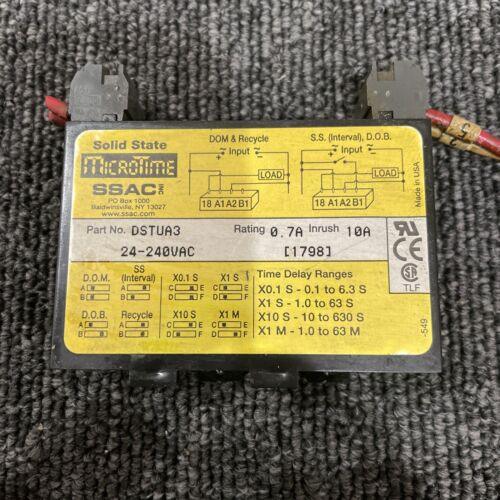 Solid State
MICROTIME
SSAC INC
PO Box 1000
Baldwinsville, NY 13027
www.ssac.com
DOM & Recycle
Input
LOAD
18 A1 A2 B1
S.S. (Interval), D.O.B.
Input
LOAD
18 A1 A2 B1
Made in USA
Part No. DSTUA3
Rating 0.7A Inrush 10A
24-240VAC
[1798]
D.O.M.
SS
(Interval)
X0.1 S
X1 S
A
B
A
B
C E
D F
C E
D F
D.O.B.
Recycle
X10 S
X1 M
A
B
A
B
C E
D F
C E
D F
Time Delay Ranges
X0.1 S - 0.1 to 6.3 S
X1 S - 1.0 to 63 S
X10 S - 10 to 630 S
X1 M - 1.0 to 63 M
CE
TLF
-549